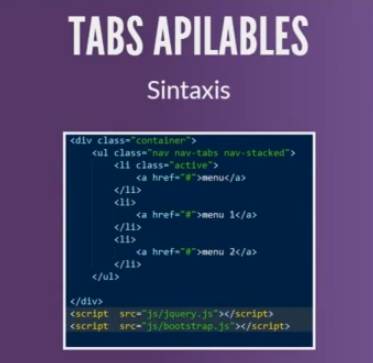 TABS APILABLES
Sintaxis
<div class="container">
<ul class="nav nav-tabs nav-stacked">
<li class="active">
<a href="#">menu</a>
</li>
<li>
<a href="#">menu 1</a>
</li>
<li>
<a href="#">menu 2</a>
</li>
</ul>
</div>
<script src="js/jquery.js"></script>
<script src="js/bootstrap.js"></script>